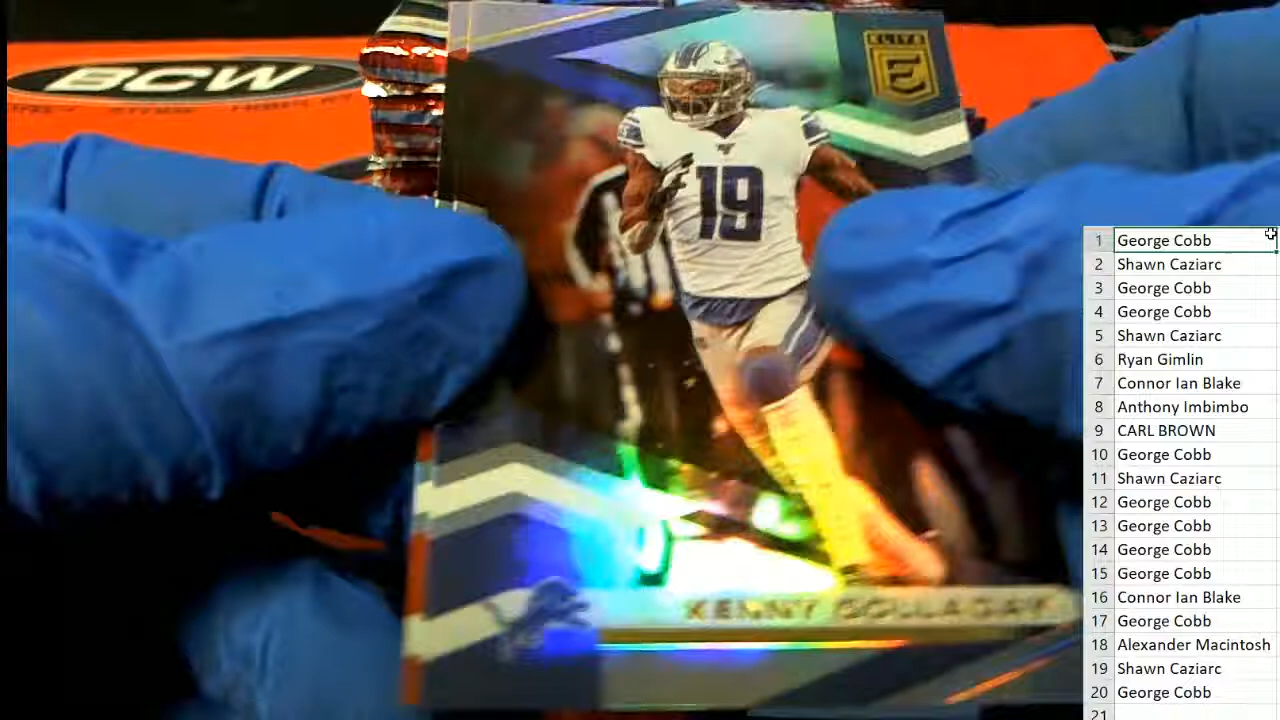 BCW
ELITE
E
19
KENNY GOLLADAY
1 George Cobb
2 Shawn Caziarc
3 George Cobb
4 George Cobb
5 Shawn Caziarc
6 Ryan Gimlin
7 Connor Ian Blake
8 Anthony Imbimbo
9 CARL BROWN
10 George Cobb
11 Shawn Caziarc
12 George Cobb
13 George Cobb
14 George Cobb
15 George Cobb
16 Connor Ian Blake
17 George Cobb
18 Alexander Macintosh
19 Shawn Caziarc
20 George Cobb
21